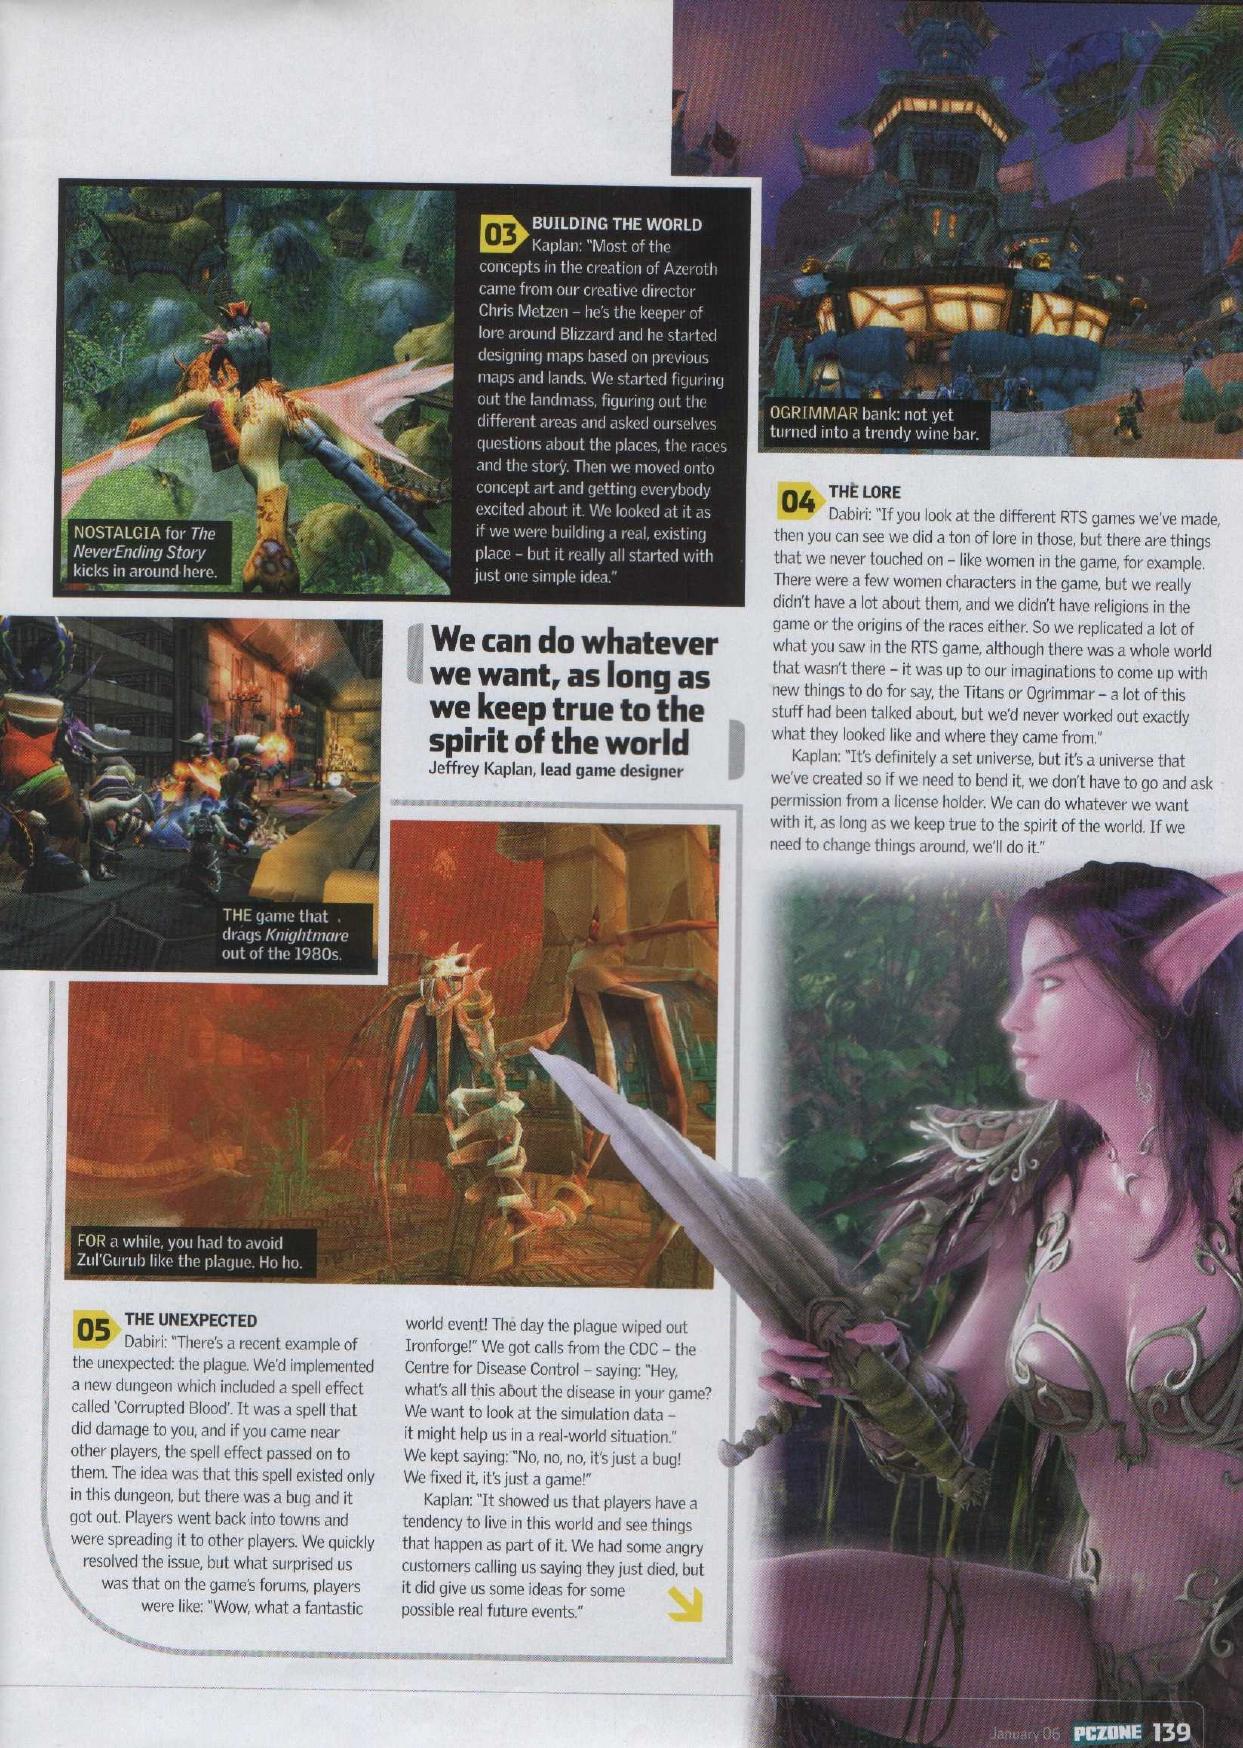 03
BUILDING THE WORLD
Kaplan: "Most of the
concepts in the creation of Azeroth
came from our creative director
Chris Metzen – he's the keeper of
lore around Blizzard and he started
designing maps based on previous
maps and lands. We started figuring
out the landmass, figuring out the
different areas and asked ourselves
questions about the places, the races
and the story. Then we moved onto
concept art and getting everybody
excited about it. We looked at it as
if we were building a real, existing
place – but it really all started with
just one simple idea."
NOSTALGIA for The
NeverEnding Story
kicks in around here.
OGRIMMAR bank: not yet
turned into a trendy wine bar.
04
THE LORE
Dabiri: "If you look at the different RTS games we've made,
then you can see we did a ton of lore in those, but there are things
that we never touched on – like women in the game, for example.
There were a few women characters in the game, but we really
didn't have a lot about them, and we didn't have religions in the
game or the origins of the races either. So we replicated a lot of
what you saw in the RTS game, although there was a whole world
that wasn't there – it was up to our imaginations to come up with
new things to do for say, the Titans or Ogrimmar – a lot of this
stuff had been talked about, but we'd never worked out exactly
what they looked like and where they came from."
Kaplan: "It's definitely a set universe, but it's a universe that
we've created so if we need to bend it, we don't have to go and ask
permission from a license holder. We can do whatever we want
with it, as long as we keep true to the spirit of the world. If we
need to change things around, we'll do it."
We can do whatever
we want, as long as
we keep true to the
spirit of the world
Jeffrey Kaplan, lead game designer
THE game that
drags Knightmare
out of the 1980s.
FOR a while, you had to avoid
Zul'Gurub like the plague. Ho ho.
05
THE UNEXPECTED
Dabiri: "There's a recent example of
the unexpected: the plague. We'd implemented
a new dungeon which included a spell effect
called 'Corrupted Blood'. It was a spell that
did damage to you, and if you came near
other players, the spell effect passed on to
them. The idea was that this spell existed only
in this dungeon, but there was a bug and it
got out. Players went back into towns and
were spreading it to other players. We quickly
resolved the issue, but what surprised us
was that on the game's forums, players
were like: "Wow, what a fantastic
world event! The day the plague wiped out
Ironforge!" We got calls from the CDC – the
Centre for Disease Control – saying: "Hey,
what's all this about the disease in your game?
We want to look at the simulation data –
it might help us in a real-world situation."
We kept saying: "No, no, no, it's just a bug!
We fixed it, it's just a game!"
Kaplan: "It showed us that players have a
tendency to live in this world and see things
that happen as part of it. We had some angry
customers calling us saying they just died, but
it did give us some ideas for some
possible real future events."
January 06 PCZONE 139